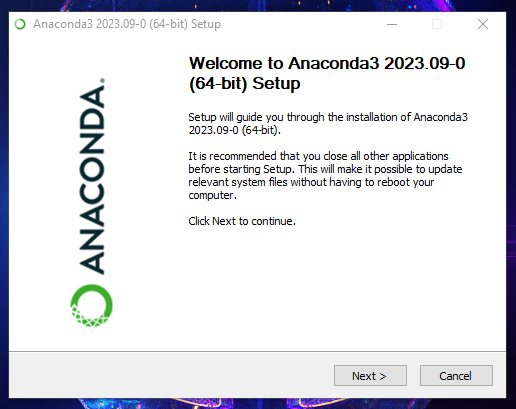 Anaconda3 2023.09-0 (64-bit) Setup
Welcome to Anaconda3 2023.09-0
(64-bit) Setup
Setup will guide you through the installation of Anaconda3
2023.09-0 (64-bit).
It is recommended that you close all other applications
before starting Setup. This will make it possible to update
relevant system files without having to reboot your
computer.
Click Next to continue.
ANACONDA.
Next >
Cancel